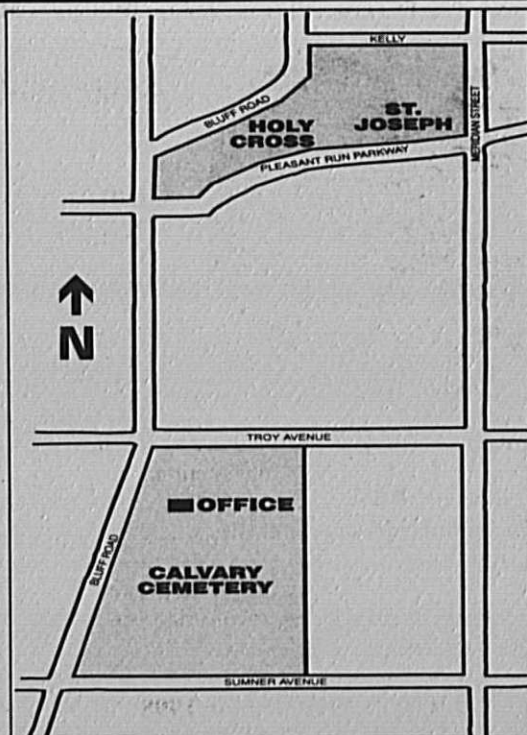 KELLY
BLUFF ROAD
ST.
JOSEPH
MERIDIAN STREET
HOLY
CROSS
PLEASANT RUN PARKWAY
N
TROY AVENUE
OFFICE
BLUFF ROAD
CALVARY
CEMETERY
SUMNER AVENUE